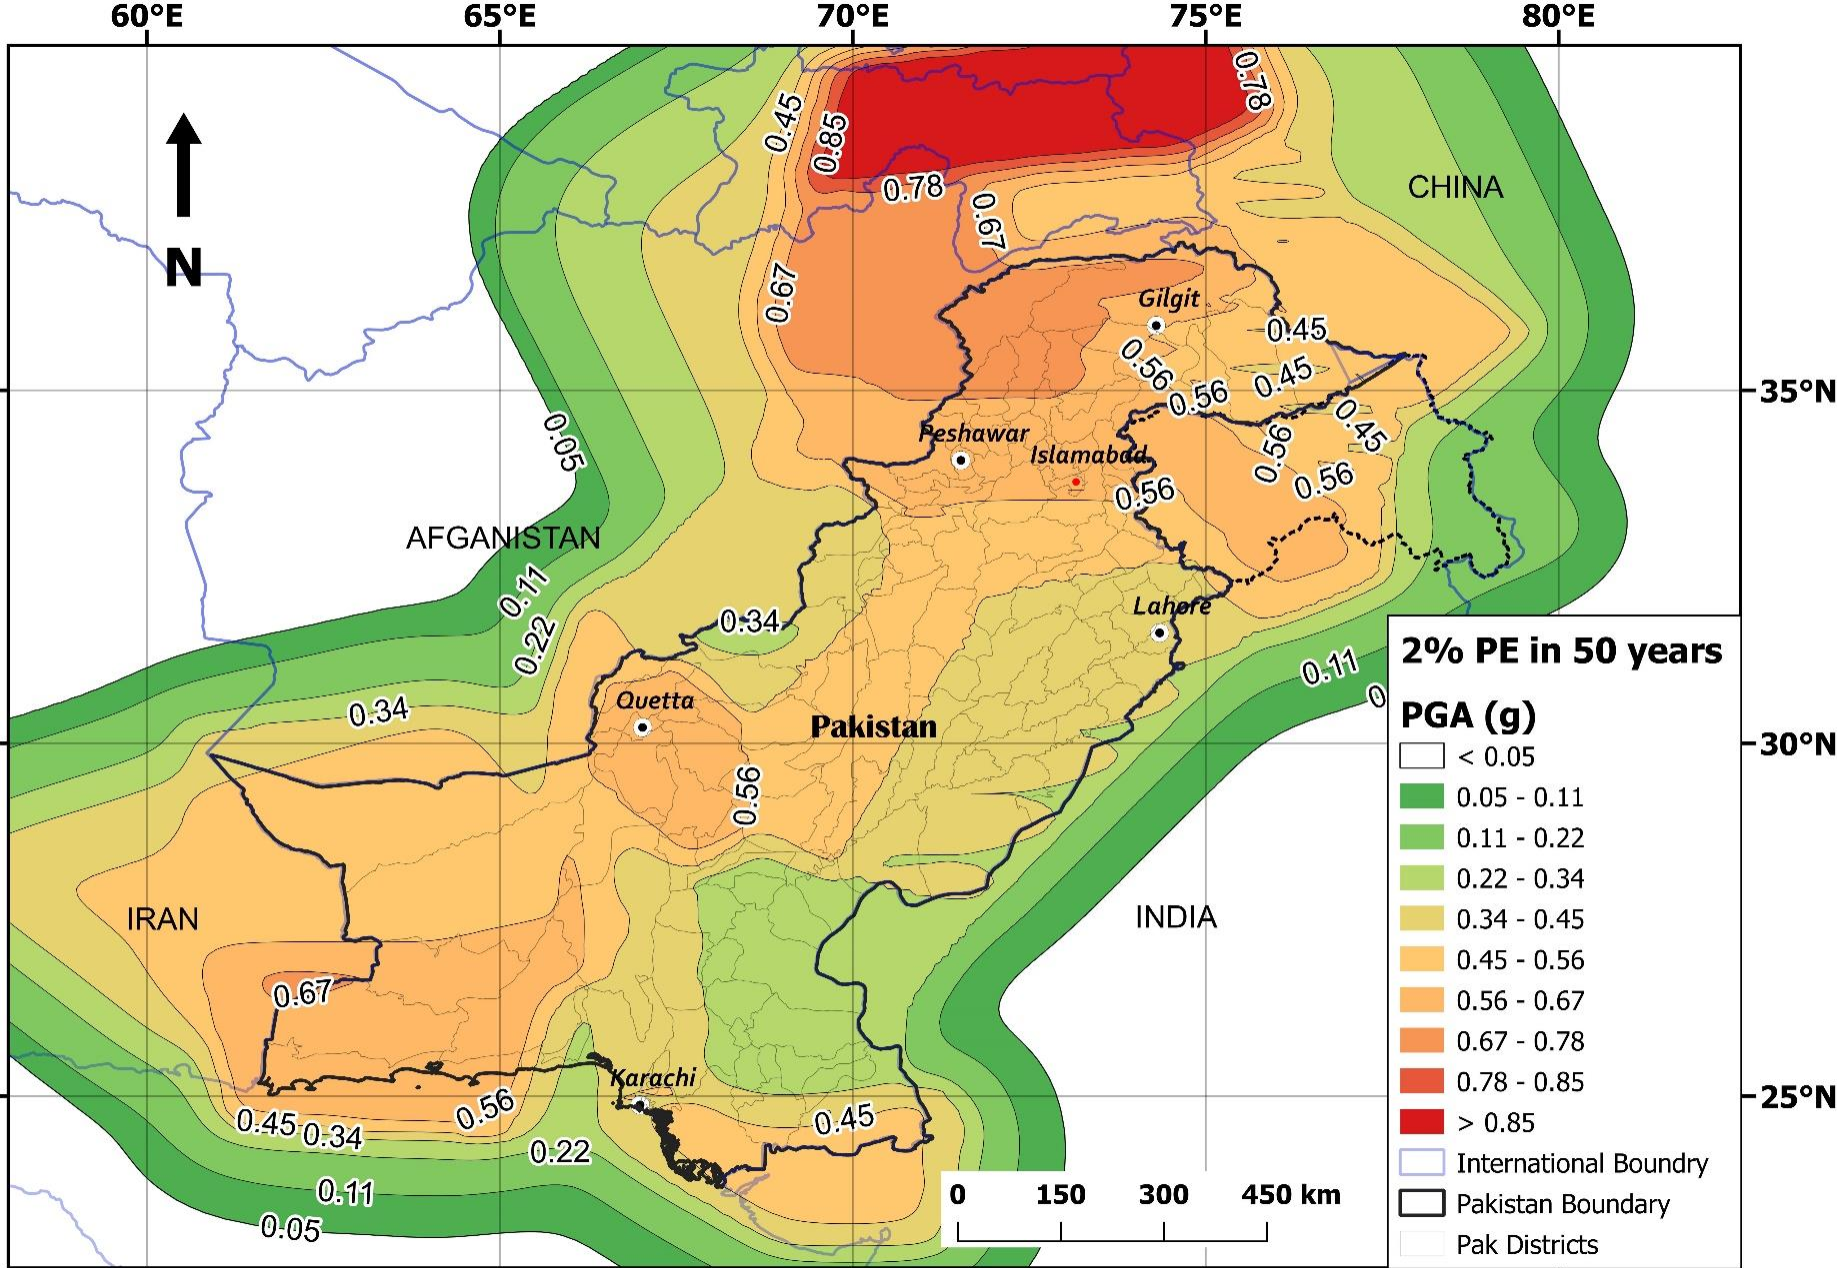 60°E 65°E 70°E 75°E 80°E
0.78
0.45
0.85
0.78
CHINA
0.67
N
0.67
Gilgit
0.45
0.56
0.45
35°N
0.56
0.45
0.05
Peshawar
Islamabad
0.56
0.56
0.56
AFGANISTAN
0.11
0.34
Lahore
0.22
0.11
0
Quetta
0.34
Pakistan
30°N
0.56
IRAN
INDIA
0.67
Karachi
25°N
0.45
0.34
0.56
0.45
0.22
0.11
0.05
0 150 300 450 km
2% PE in 50 years
PGA (g)
< 0.05
0.05 - 0.11
0.11 - 0.22
0.22 - 0.34
0.34 - 0.45
0.45 - 0.56
0.56 - 0.67
0.67 - 0.78
0.78 - 0.85
> 0.85
International Boundry
Pakistan Boundary
Pak Districts